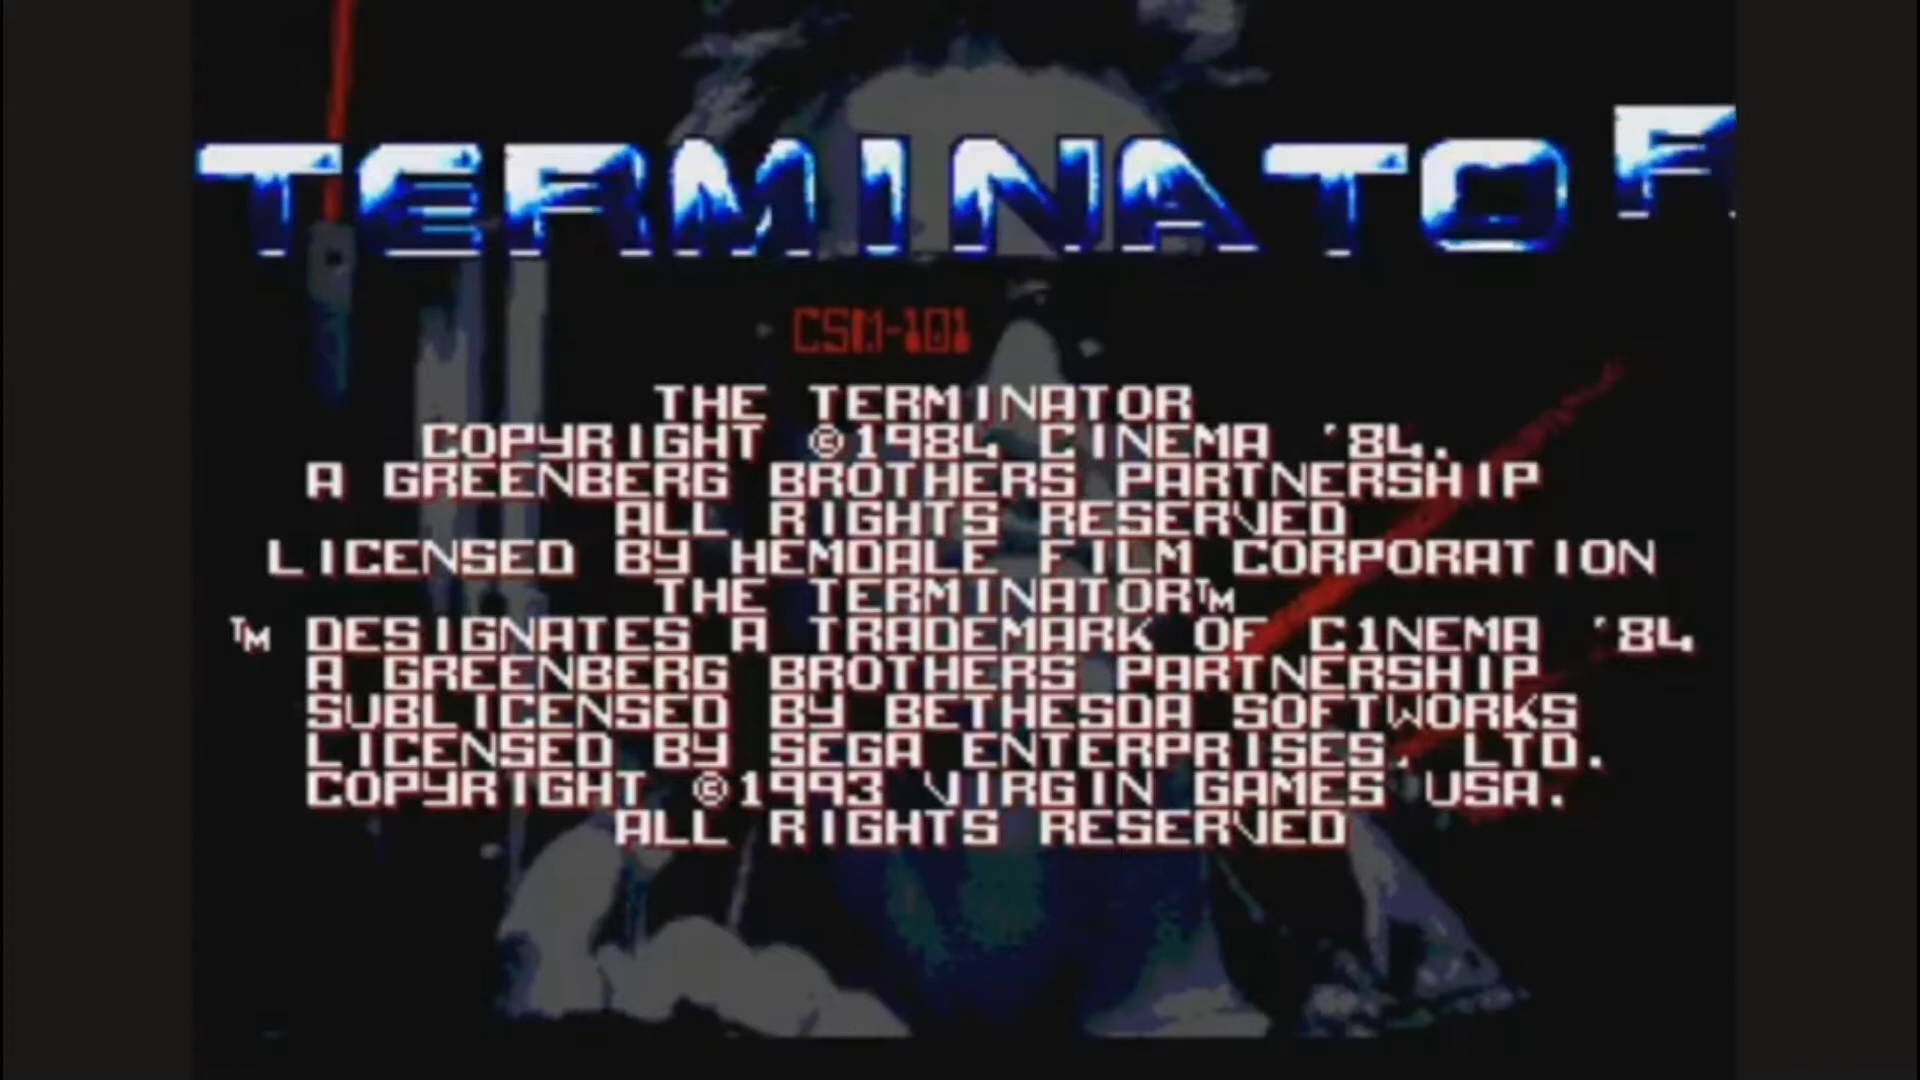 TERMINATOR
CSM-101
THE TERMINATOR
COPYRIGHT ©1984 CINEMA '84.
A GREENBERG BROTHERS PARTNERSHIP
ALL RIGHTS RESERVED
LICENSED BY HEMDALE FILM CORPORATION
THE TERMINATOR™
™ DESIGNATES A TRADEMARK OF C1NEMA '84
A GREENBERG BROTHERS PARTNERSHIP
SUBLICENSED BY BETHESDA SOFTWORKS
LICENSED BY SEGA ENTERPRISES, LTD.
COPYRIGHT ©1993 VIRGIN GAMES USA.
ALL RIGHTS RESERVED